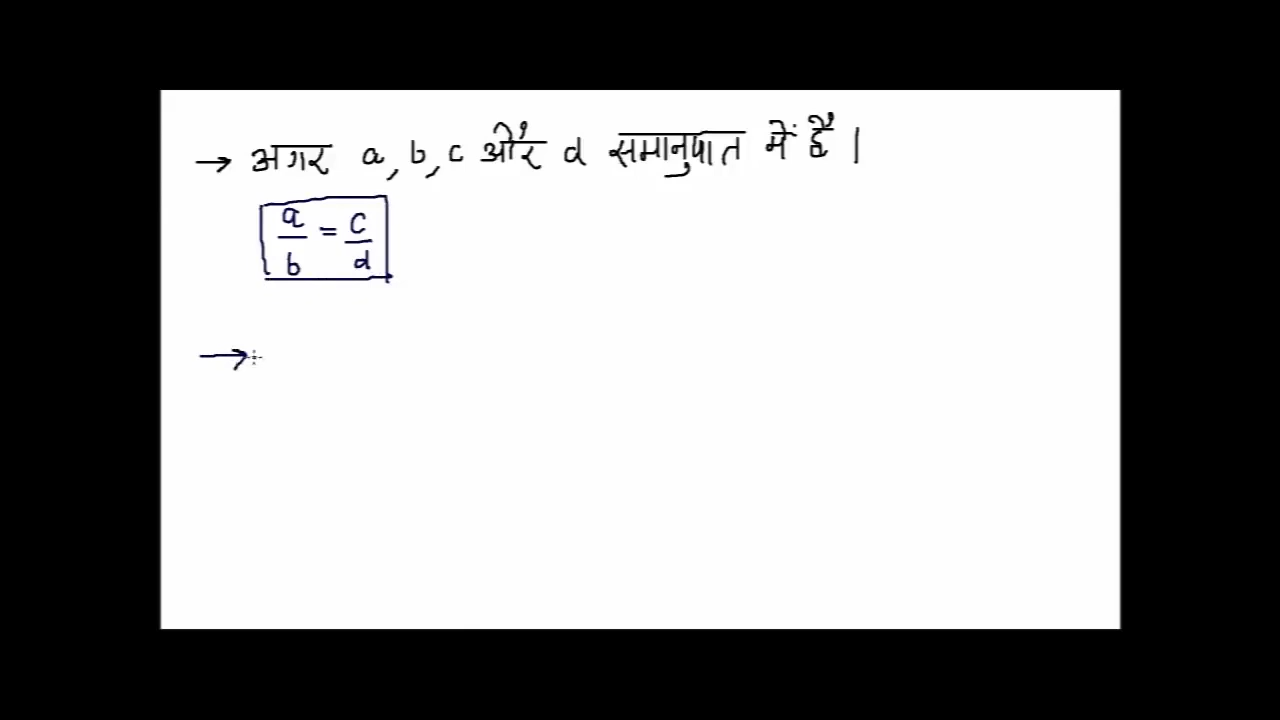 → अगर a, b, c और d समानुपात में हैं।
a/b = c/d
→